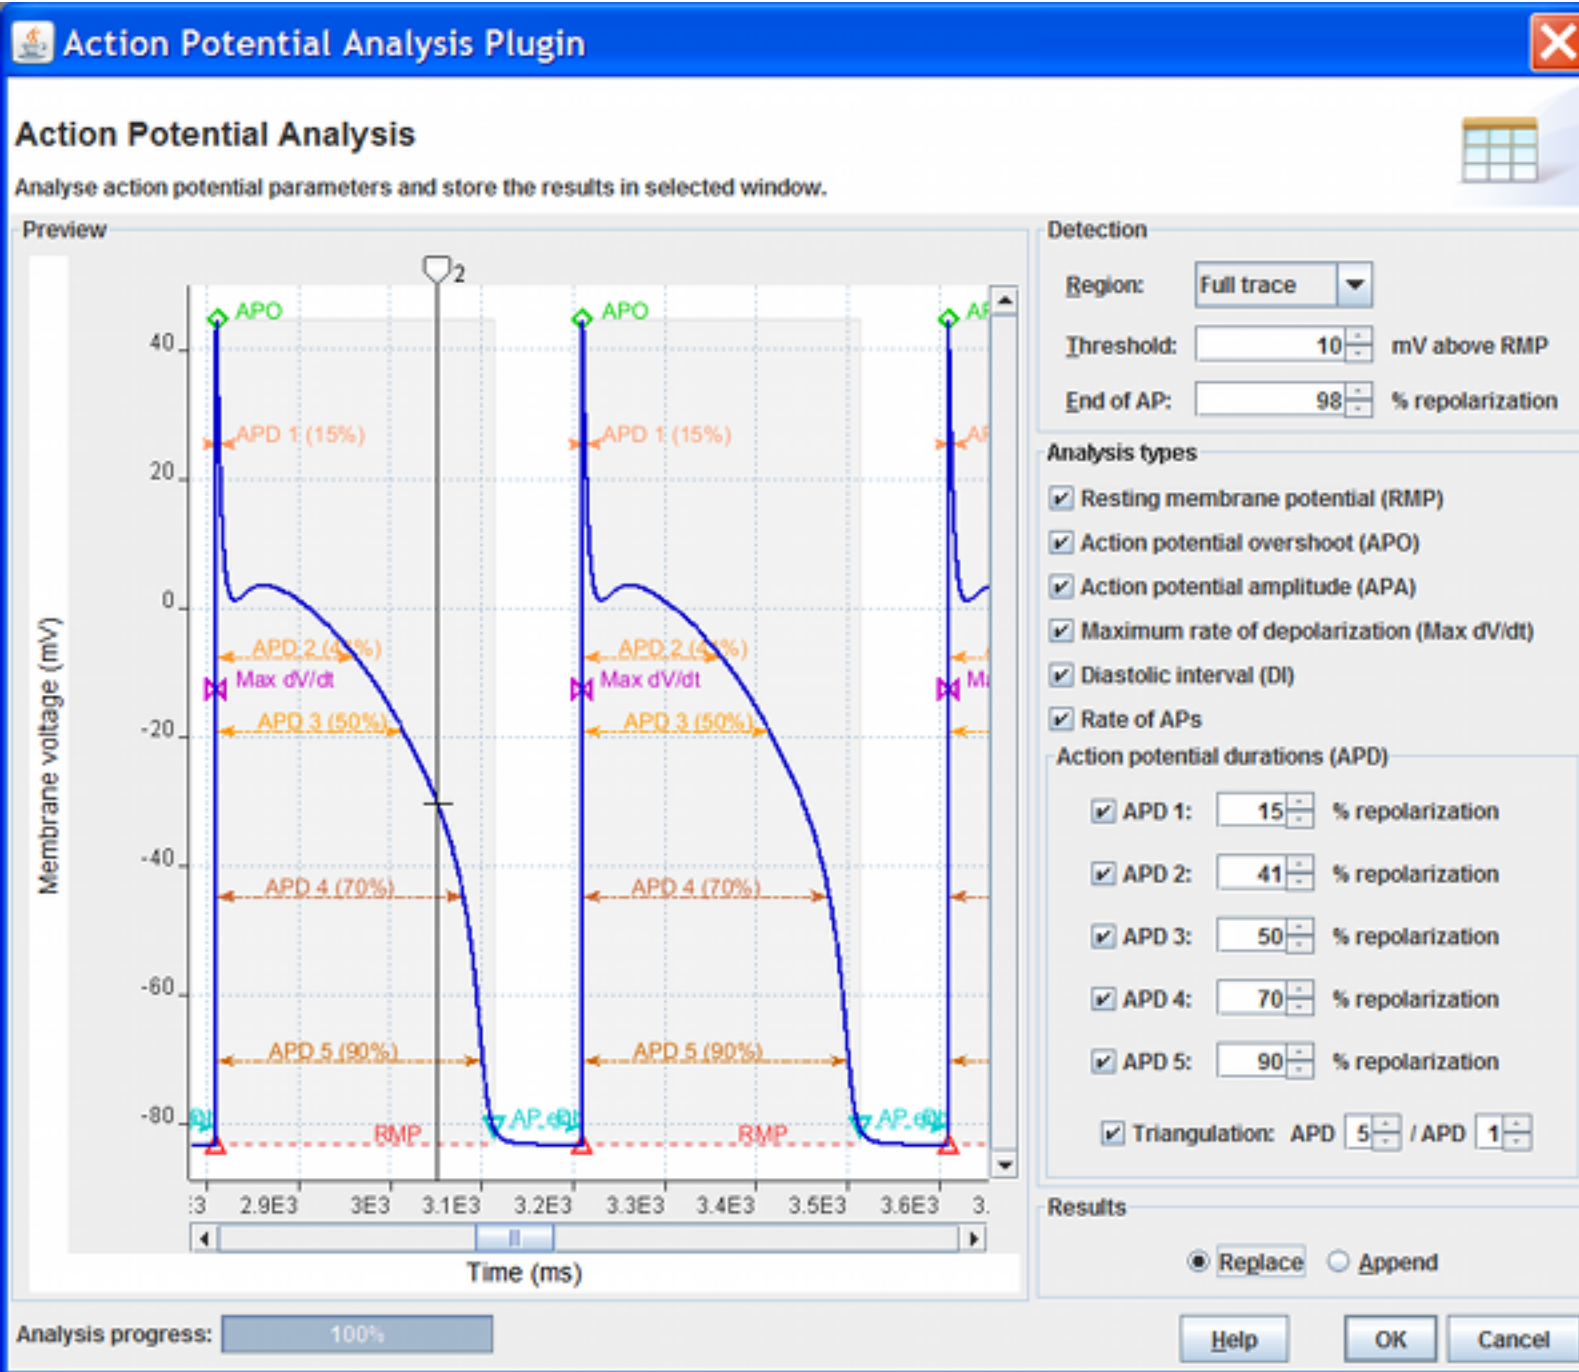 Action Potential Analysis Plugin
Action Potential Analysis
Analyse action potential parameters and store the results in selected window.
Preview
2
APO APO
40
APD 1 (15%) APD 1 (15%)
20
0
APD 2 (4 %) APD 2 (4 %)
Max dV/dt Max dV/dt
APD 3 (50%) APD 3 (50%)
-20
-40
APD 4 (70%) APD 4 (70%)
-60
APD 5 (90%) APD 5 (90%)
-80
AP end AP end
RMP RMP
Membrane voltage (mV)
:3 2.9E3 3E3 3.1E3 3.2E3 3.3E3 3.4E3 3.5E3 3.6E3 3.
Time (ms)
Analysis progress: 100%
Detection
Region: Full trace
Threshold: 10 mV above RMP
End of AP: 98 % repolarization
Analysis types
Resting membrane potential (RMP)
Action potential overshoot (APO)
Action potential amplitude (APA)
Maximum rate of depolarization (Max dV/dt)
Diastolic interval (DI)
Rate of APs
Action potential durations (APD)
APD 1: 15 % repolarization
APD 2: 41 % repolarization
APD 3: 50 % repolarization
APD 4: 70 % repolarization
APD 5: 90 % repolarization
Triangulation: APD 5 / APD 1
Results
Replace Append
Help OK Cancel